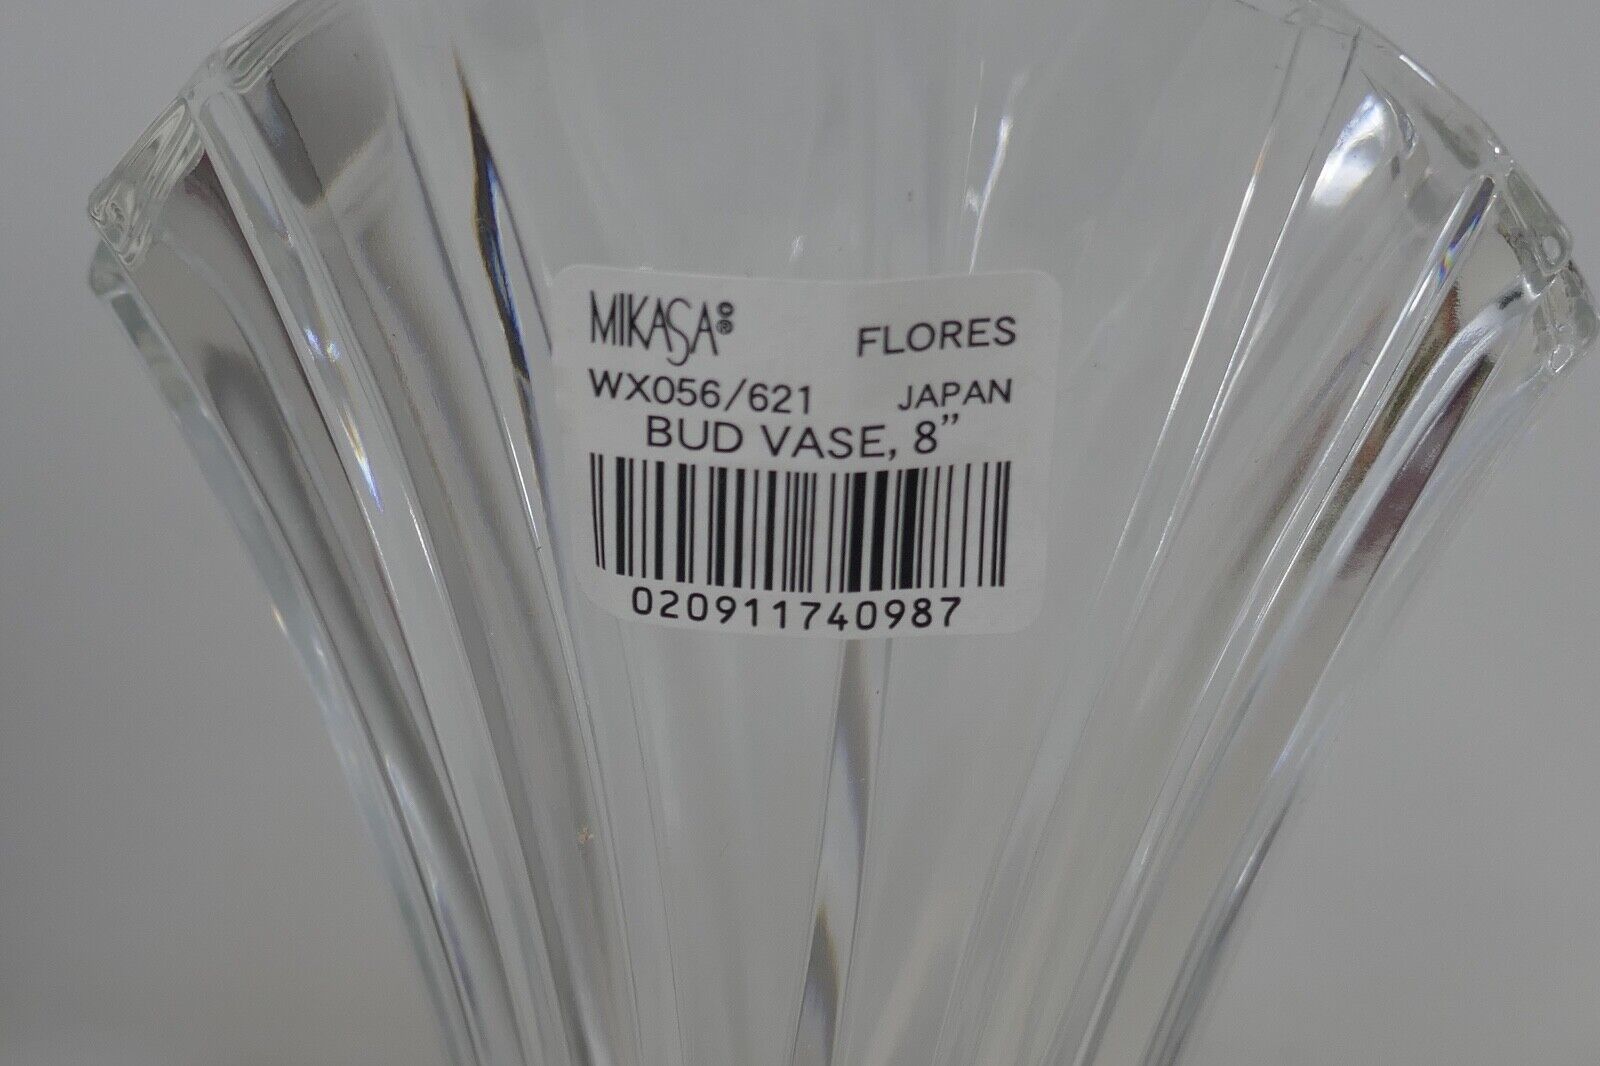 MIKASA®
FLORES
WX056/621 JAPAN
BUD VASE, 8”
020911740987